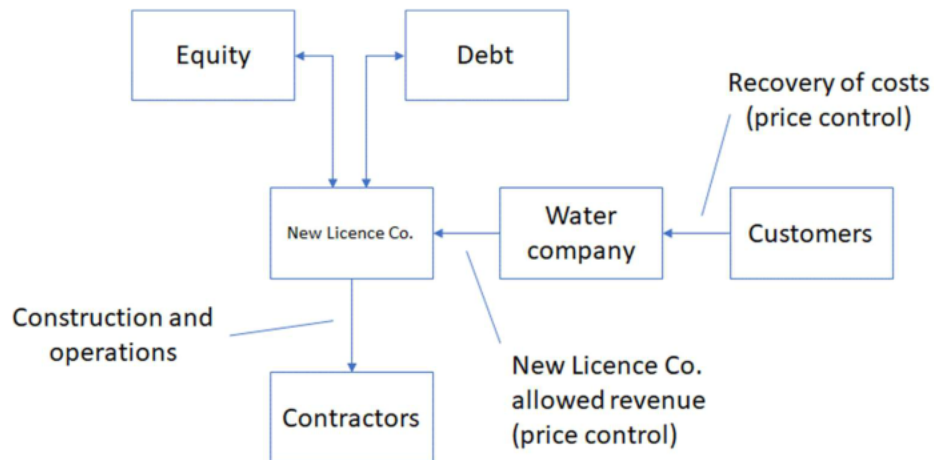 Equity
Debt
Recovery of costs
(price control)
New Licence Co.
Water
company
Customers
Construction and
operations
New Licence Co.
allowed revenue
(price control)
Contractors